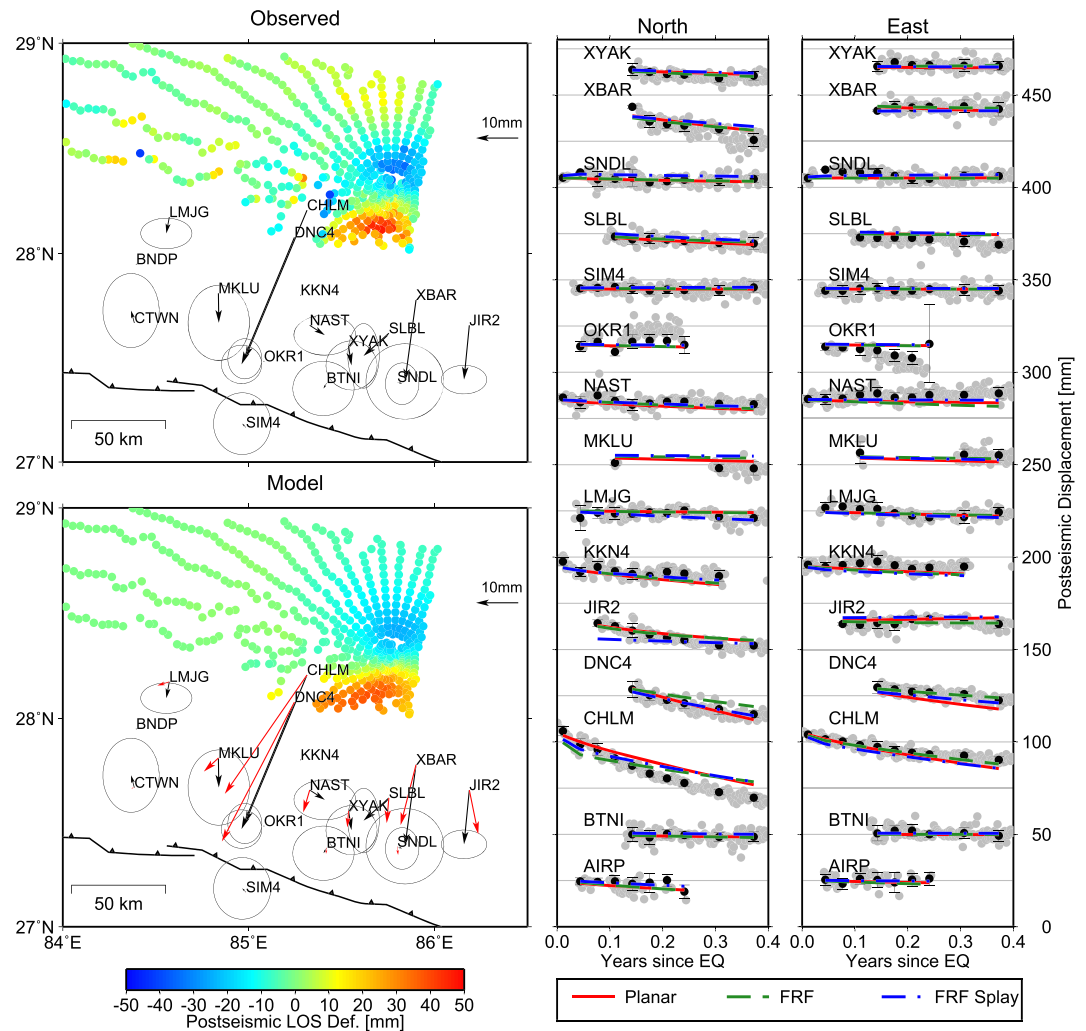 Observed
29°N
28°N
27°N
10mm
CHLM
LMJG
DNC4
BNDP
MKLU
KKN4
XBAR
CTWN
NAST
SLBL
JIR2
XYAK
OKR1
BTNI
SNDL
SIM4
50 km
Model
29°N
28°N
27°N
10mm
CHLM
LMJG
DNC4
BNDP
MKLU
KKN4
XBAR
CTWN
NAST
SLBL
JIR2
XYAK
OKR1
BTNI
SNDL
SIM4
50 km
84°E
85°E
86°E
-50 -40 -30 -20 -10 0 10 20 30 40 50
Postseismic LOS Def. [mm]
North
XYAK
XBAR
SNDL
SLBL
SIM4
OKR1
NAST
MKLU
LMJG
KKN4
JIR2
DNC4
CHLM
BTNI
AIRP
0.0 0.1 0.2 0.3 0.4
Years since EQ
East
XYAK
XBAR
SNDL
SLBL
SIM4
OKR1
NAST
MKLU
LMJG
KKN4
JIR2
DNC4
CHLM
BTNI
AIRP
0.0 0.1 0.2 0.3 0.4
Years since EQ
450
400
350
300
250
200
150
100
50
0
Postseismic Displacement [mm]
Planar
FRF
FRF Splay